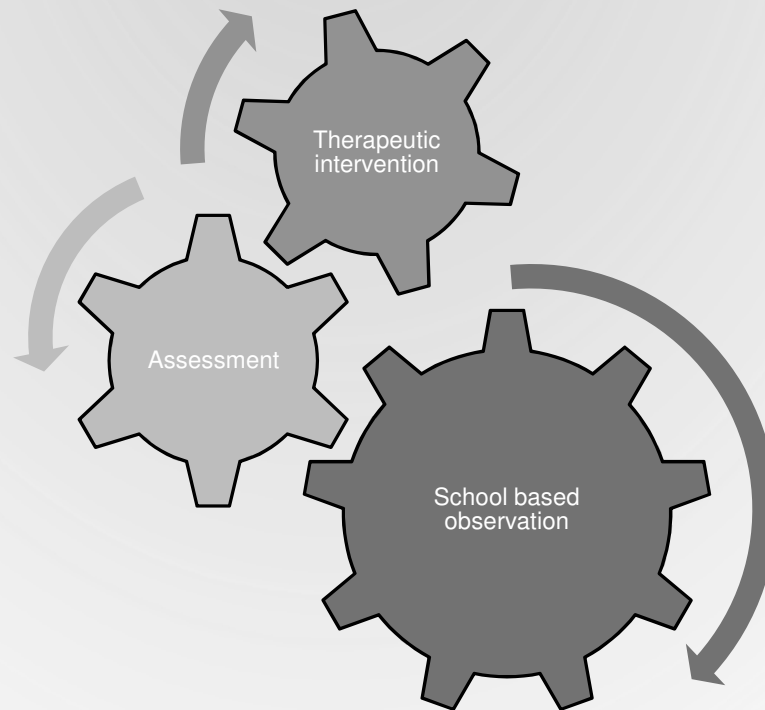 Therapeutic
intervention
Assessment
School based
observation